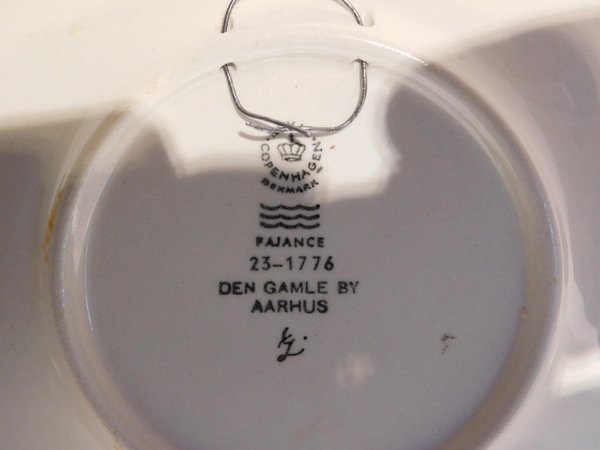 COPENHAGEN
DENMARK
FAJANCE
23-1776
DEN GAMLE BY
AARHUS